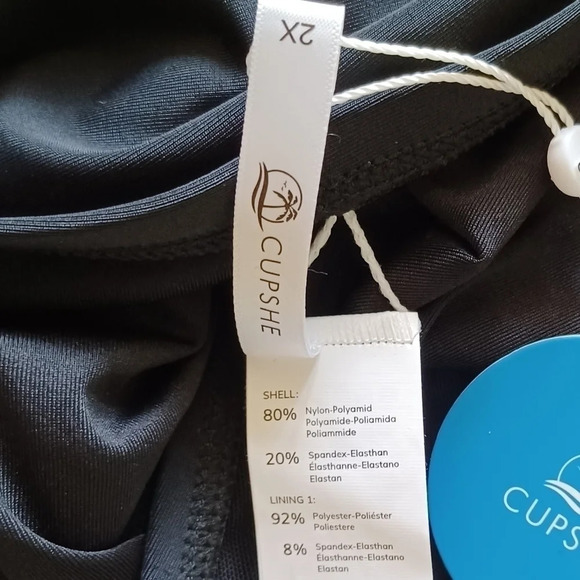 2X
CUPSHE
SHELL:
80% Nylon-Polyamid
Polyamide-Poliamida
Poliammide
20% Spandex-Elasthan
Élasthanne-Elastano
Elastan
LINING 1:
92% Polyester-Poliéster
Poliestere
8% Spandex-Elasthan
Élasthanne-Elastano
Elastan
CUPS